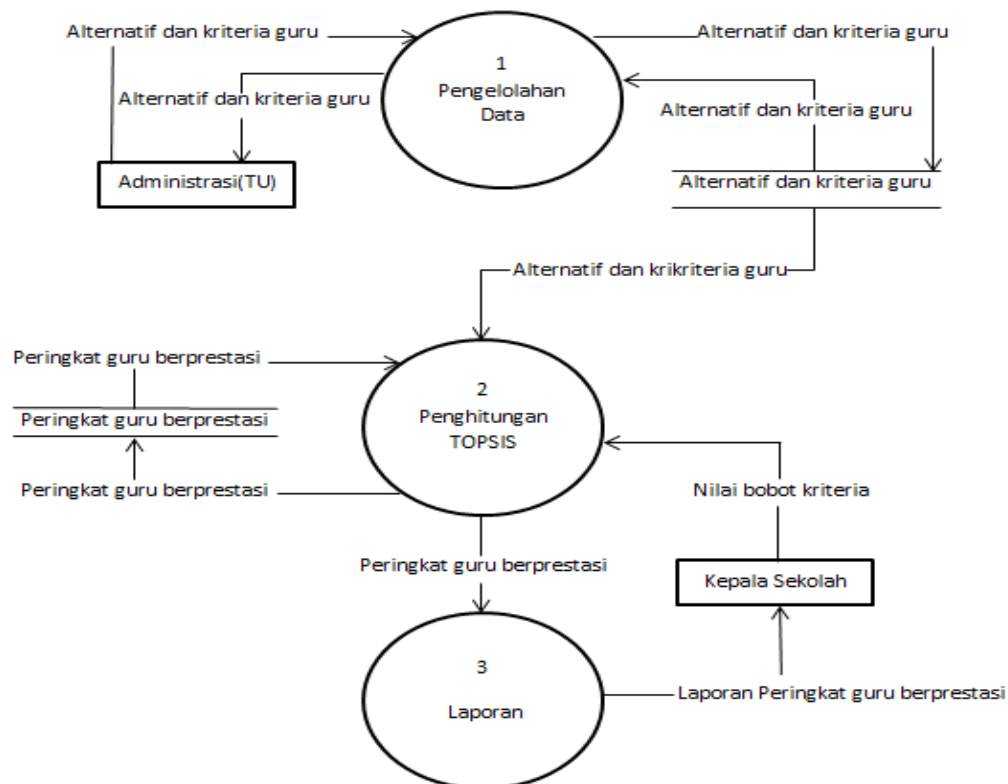 Alternatif dan kriteria guru
Alternatif dan kriteria guru
1
Pengelolahan
Data
Alternatif dan kriteria guru
Alternatif dan kriteria guru
Administrasi(TU)
Alternatif dan kriteria guru
Alternatif dan krikriteria guru
Peringkat guru berprestasi
2
Penghitungan
TOPSIS
Peringkat guru berprestasi
Peringkat guru berprestasi
Nilai bobot kriteria
Peringkat guru berprestasi
Kepala Sekolah
3
Laporan
Laporan Peringkat guru berprestasi